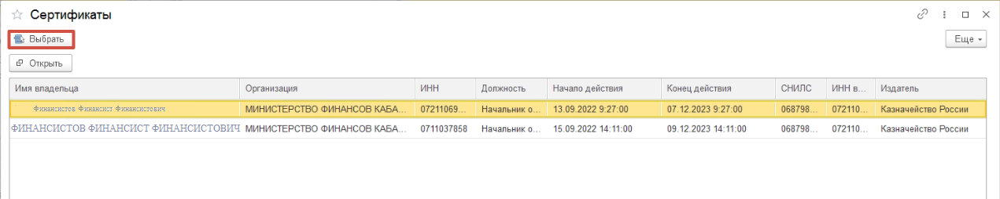 Сертификаты
Выбрать Еще
Открыть
Имя владельца Организация ИНН Должность Начало действия Конец действия СНИЛС ИНН в... Издатель
Финансистов Финансист Финансистович МИНИСТЕРСТВО ФИНАНСОВ КАБА... 07211069... Начальник о... 13.09.2022 9:27:00 07.12.2023 9:27:00 068798... 072110... Казначейство России
ФИНАНСИСТОВ ФИНАНСИСТ ФИНАНСИСТОВИЧ МИНИСТЕРСТВО ФИНАНСОВ КАБА... 0711037858 Начальник о... 15.09.2022 14:11:00 09.12.2023 14:11:00 068798... 072110... Казначейство России